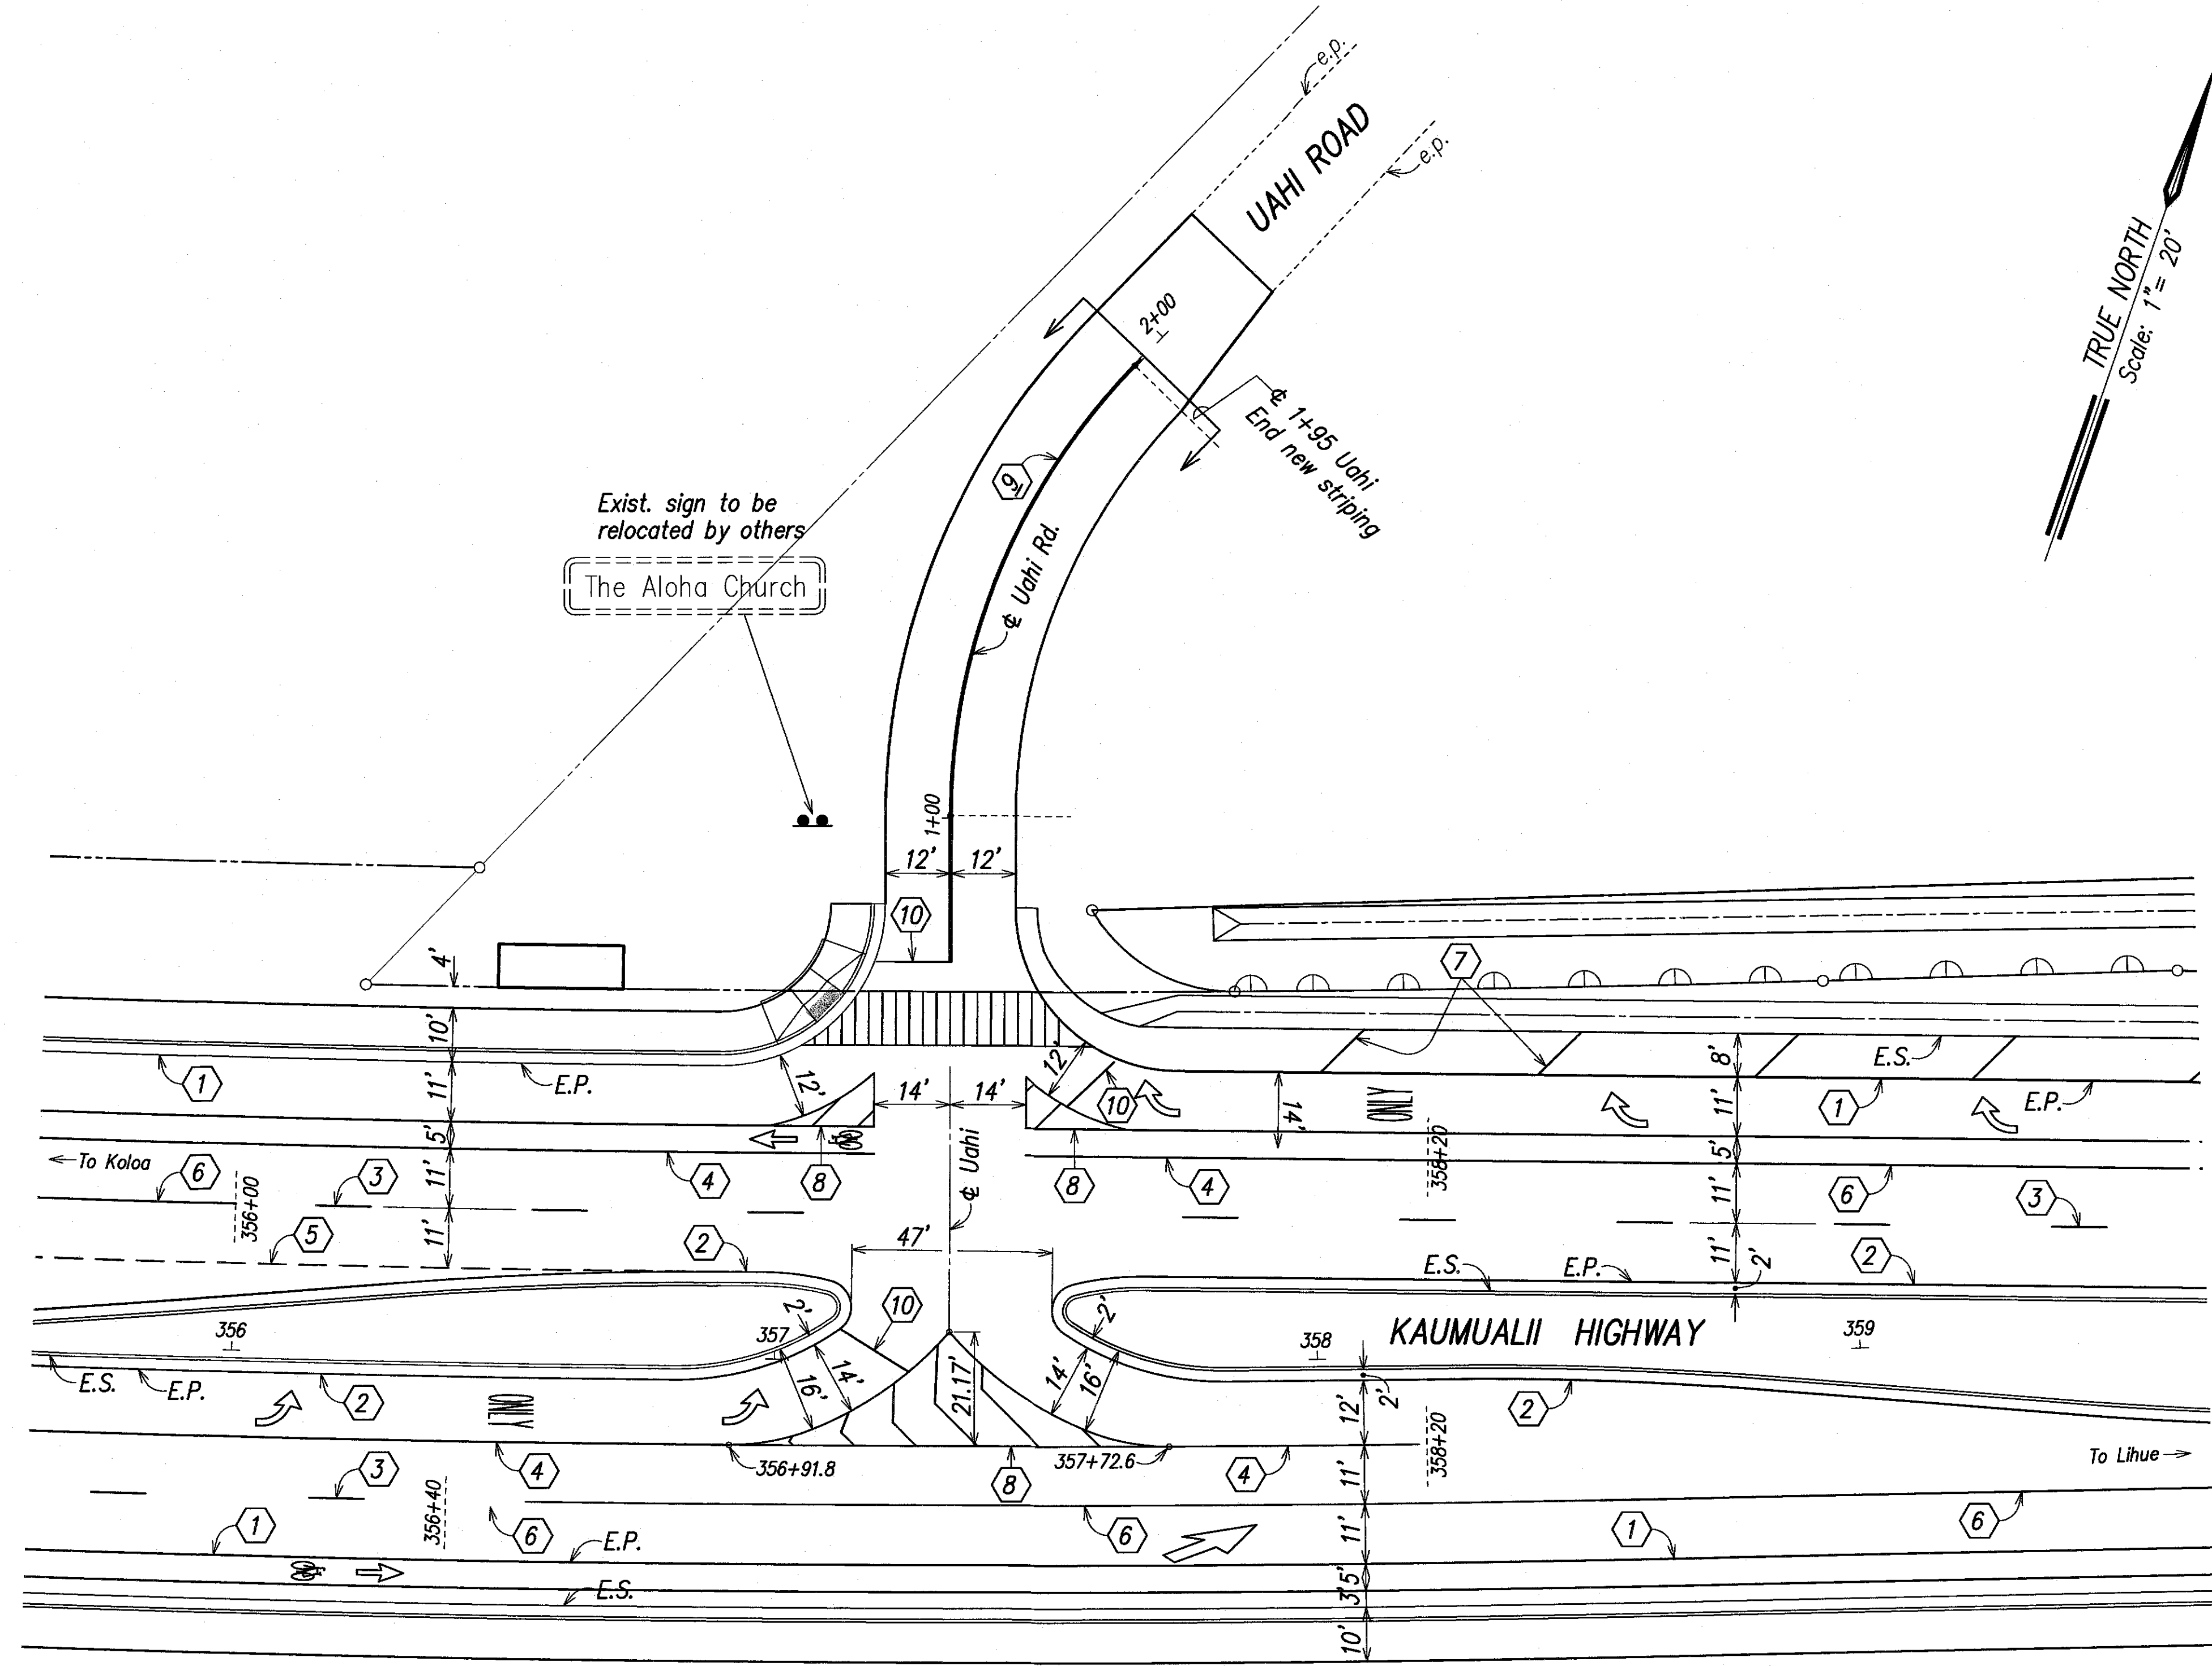 e.p.
e.p.
UAHI ROAD
TRUE NORTH
Scale: 1"= 20'
2+00
℄ 1+95 Uahi
End new striping
9
Exist. sign to be
relocated by others
The Aloha Church
℄ Uahi Rd.
1+00
12' 12'
10
4'
7
10'
8'
E.S.
1
E.P.
11'
12'
14' 14'
12'
10
14'
ONLY
11'
1
E.P.
5'
To Koloa
6
3
4
8
℄ Uahi
8
4
358+20
5'
6
3
356+00
11'
11'
5
2
47'
11'
11'
2'
E.S.
E.P.
2
356
357
2'
10
2'
358
KAUMUALII HIGHWAY
359
E.S.
E.P.
2
ONLY
16'
14'
21.17'
14'
16'
2'
12'
2
358+20
3
4
356+91.8
8
357+72.6
4
11'
To Lihue
356+40
6
6
11'
1
6
1
E.P.
E.S.
5'
3'
10'